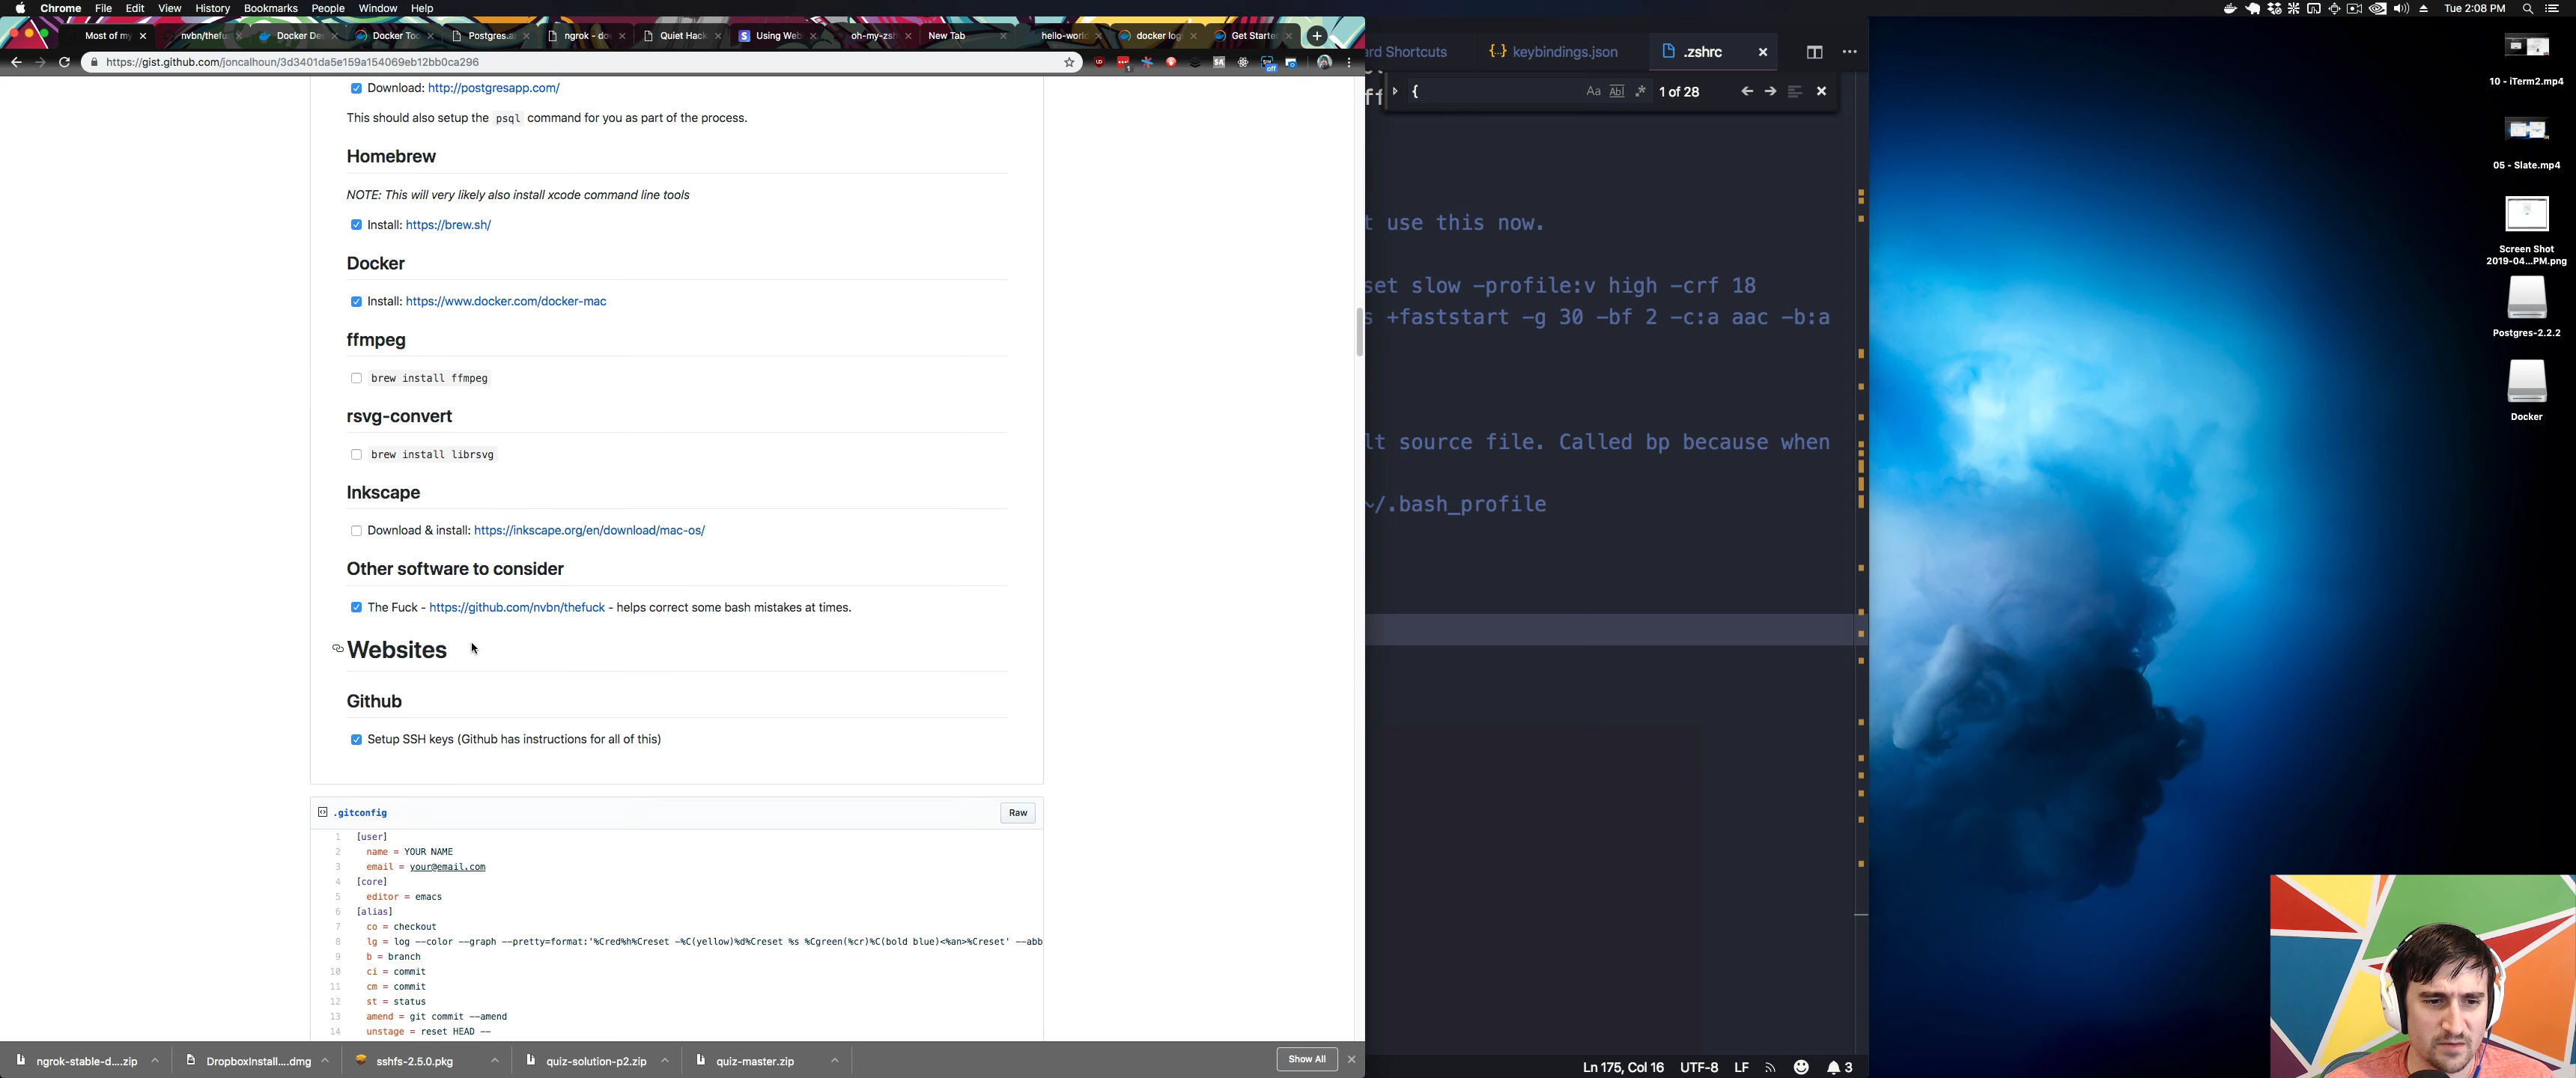 Chrome File Edit View History Bookmarks People Window Help
Tue 2:08 PM
Most of my
nvbn/thefu
Docker De
Docker Too
Postgres.a
ngrok - do
Quiet Hack
Using Web
oh-my-zsh
New Tab
hello-world
docker log
Get Starte
https://gist.github.com/joncalhoun/3d3401da5e159a154069eb12bb0ca296
Download: http://postgresapp.com/
This should also setup the psql command for you as part of the process.
Homebrew
NOTE: This will very likely also install xcode command line tools
Install: https://brew.sh/
Docker
Install: https://www.docker.com/docker-mac
ffmpeg
brew install ffmpeg
rsvg-convert
brew install librsvg
Inkscape
Download & install: https://inkscape.org/en/download/mac-os/
Other software to consider
The Fuck - https://github.com/nvbn/thefuck - helps correct some bash mistakes at times.
Websites
Github
Setup SSH keys (Github has instructions for all of this)
.gitconfig
Raw
1 [user]
2 name = YOUR NAME
3 email = your@email.com
4 [core]
5 editor = emacs
6 [alias]
7 co = checkout
8 lg = log --color --graph --pretty=format:'%Cred%h%Creset -%C(yellow)%d%Creset %s %Cgreen(%cr)%C(bold blue)<%an>%Creset' --abb
9 b = branch
10 ci = commit
11 cm = commit
12 st = status
13 amend = git commit --amend
14 unstage = reset HEAD --
ngrok-stable-d....zip
DropboxInstall....dmg
sshfs-2.5.0.pkg
quiz-solution-p2.zip
quiz-master.zip
Show All
ard Shortcuts
{..} keybindings.json
.zshrc
{
Aa Abl .*
1 of 28
ff
t use this now.
set slow -profile:v high -crf 18
s +faststart -g 30 -bf 2 -c:a aac -b:a
lt source file. Called bp because when
~/.bash_profile
Ln 175, Col 16 UTF-8 LF 3
10 - iTerm2.mp4
05 - Slate.mp4
Screen Shot
2019-04...PM.png
Postgres-2.2.2
Docker